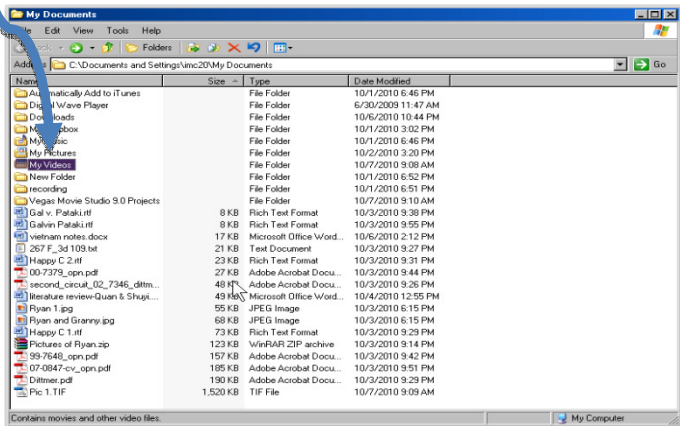 My Documents
Edit View Tools Help
Folders
C:\Documents and Settings\imc20\My Documents Go
Size Type Date Modified
Automatically Add to iTunes File Folder 10/1/2010 6:46 PM
Digital Wave Player File Folder 6/30/2009 11:47 AM
Downloads File Folder 10/6/2010 10:44 PM
File Folder 10/1/2010 3:02 PM
My Music File Folder 10/1/2010 6:46 PM
My Pictures File Folder 10/2/2010 3:20 PM
My Videos File Folder 10/7/2010 9:08 AM
New Folder File Folder 10/1/2010 6:52 PM
recording File Folder 10/1/2010 6:51 PM
Vegas Movie Studio 9.0 Projects File Folder 10/7/2010 9:10 AM
Gal v. Pataki.rtf 8 KB Rich Text Format 10/3/2010 9:38 PM
Galvin Pataki.rtf 8 KB Rich Text Format 10/3/2010 9:55 PM
vietnam notes.docx 17 KB Microsoft Office Word... 10/6/2010 2:12 PM
267 F_3d 109.txt 21 KB Text Document 10/3/2010 9:27 PM
Happy C 2.rtf 23 KB Rich Text Format 10/3/2010 9:31 PM
00-7379_opn.pdf 27 KB Adobe Acrobat Docu... 10/3/2010 9:44 PM
second_circuit_02_7346_dittm... 48 KB Adobe Acrobat Docu... 10/3/2010 9:26 PM
literature review-Quan & Shuyi.... 49 KB Microsoft Office Word... 10/4/2010 12:55 PM
Ryan 1.jpg 55 KB JPEG Image 10/3/2010 6:15 PM
Ryan and Granny.jpg 68 KB JPEG Image 10/3/2010 6:15 PM
Happy C 1.rtf 73 KB Rich Text Format 10/3/2010 9:29 PM
Pictures of Ryan.zip 123 KB WinRAR ZIP archive 10/3/2010 9:14 PM
99-7648_opn.pdf 157 KB Adobe Acrobat Docu... 10/3/2010 9:42 PM
07-0847-cv_opn.pdf 185 KB Adobe Acrobat Docu... 10/3/2010 9:51 PM
Dittmer.pdf 190 KB Adobe Acrobat Docu... 10/3/2010 9:29 PM
Pic 1.TIF 1,520 KB TIF File 10/7/2010 9:09 AM
Contains movies and other video files. My Computer